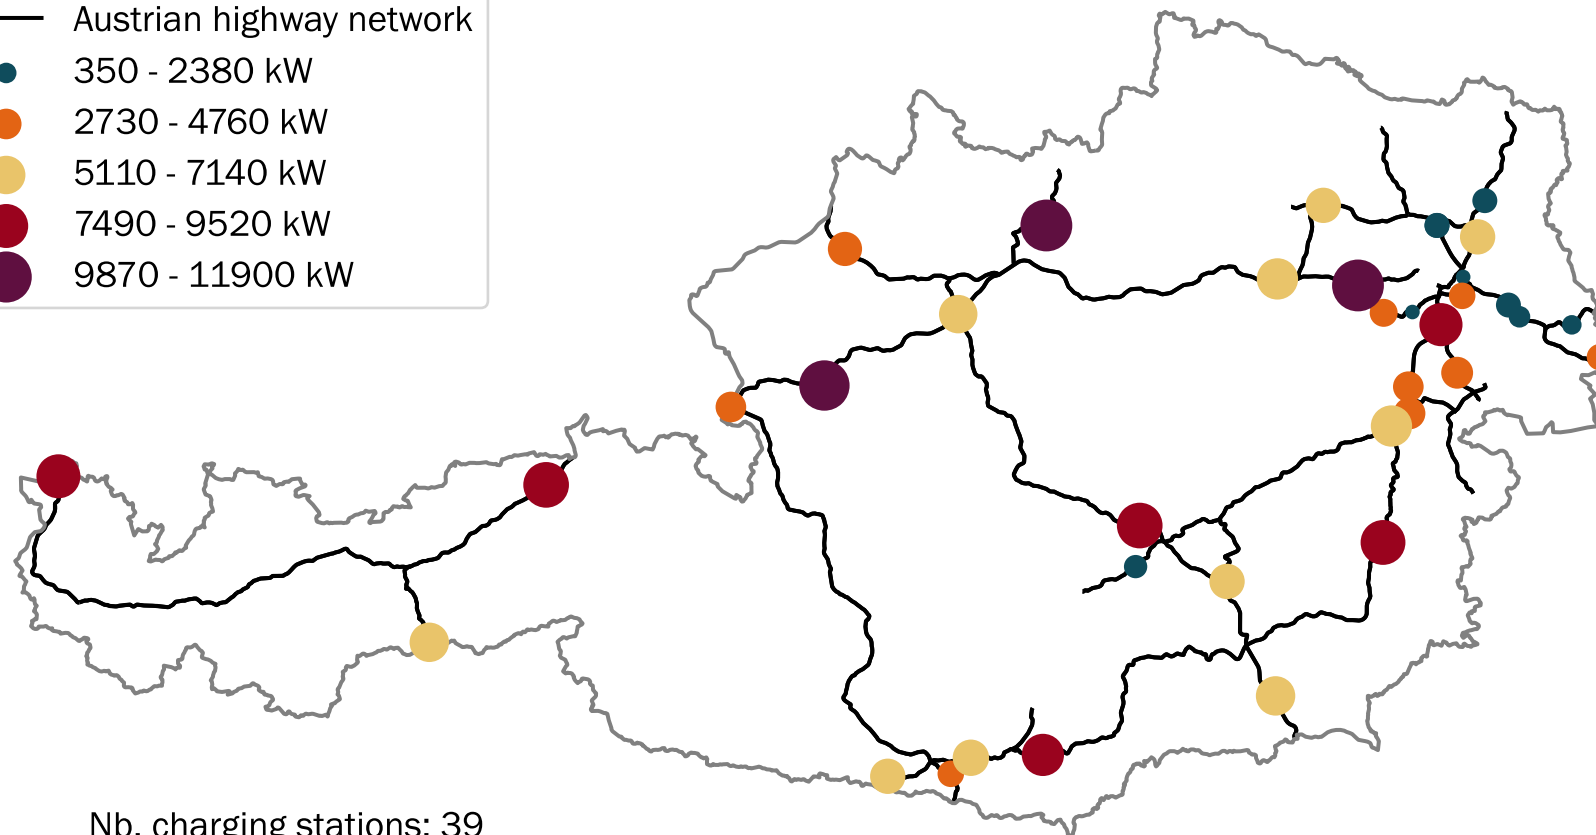 Austrian highway network
350 - 2380 kW
2730 - 4760 kW
5110 - 7140 kW
7490 - 9520 kW
9870 - 11900 kW
Nb. charging stations: 39